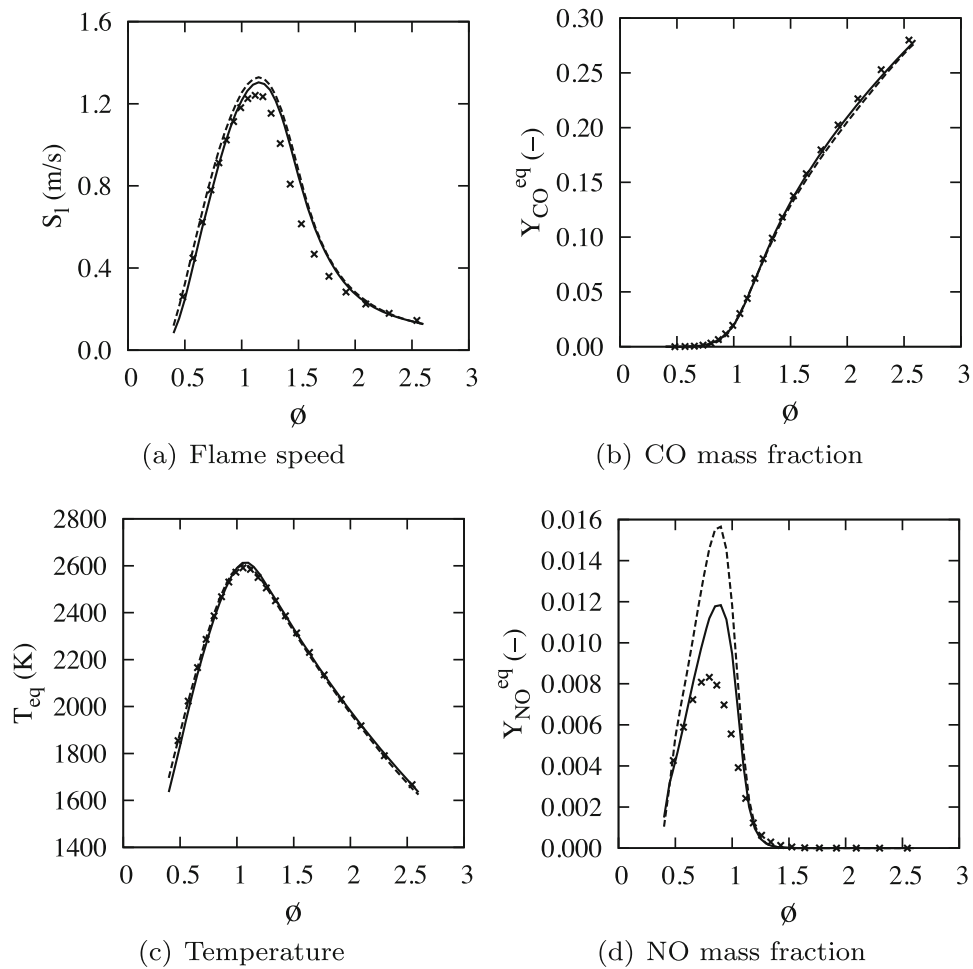 1.6
1.2
0.8
0.4
0.0
S_l (m/s)
0 0.5 1 1.5 2 2.5 3
ø
(a) Flame speed
0.30
0.25
0.20
0.15
0.10
0.05
0.00
Y_CO^eq (–)
0 0.5 1 1.5 2 2.5 3
ø
(b) CO mass fraction
2800
2600
2400
2200
2000
1800
1600
1400
T_eq (K)
0 0.5 1 1.5 2 2.5 3
ø
(c) Temperature
0.016
0.014
0.012
0.010
0.008
0.006
0.004
0.002
0.000
Y_NO^eq (–)
0 0.5 1 1.5 2 2.5 3
ø
(d) NO mass fraction